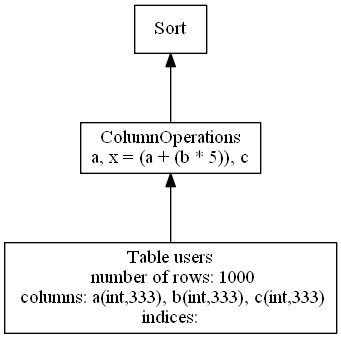 Sort
ColumnOperations
a, x = (a + (b * 5)), c
Table users
number of rows: 1000
columns: a(int,333), b(int,333), c(int,333)
indices: